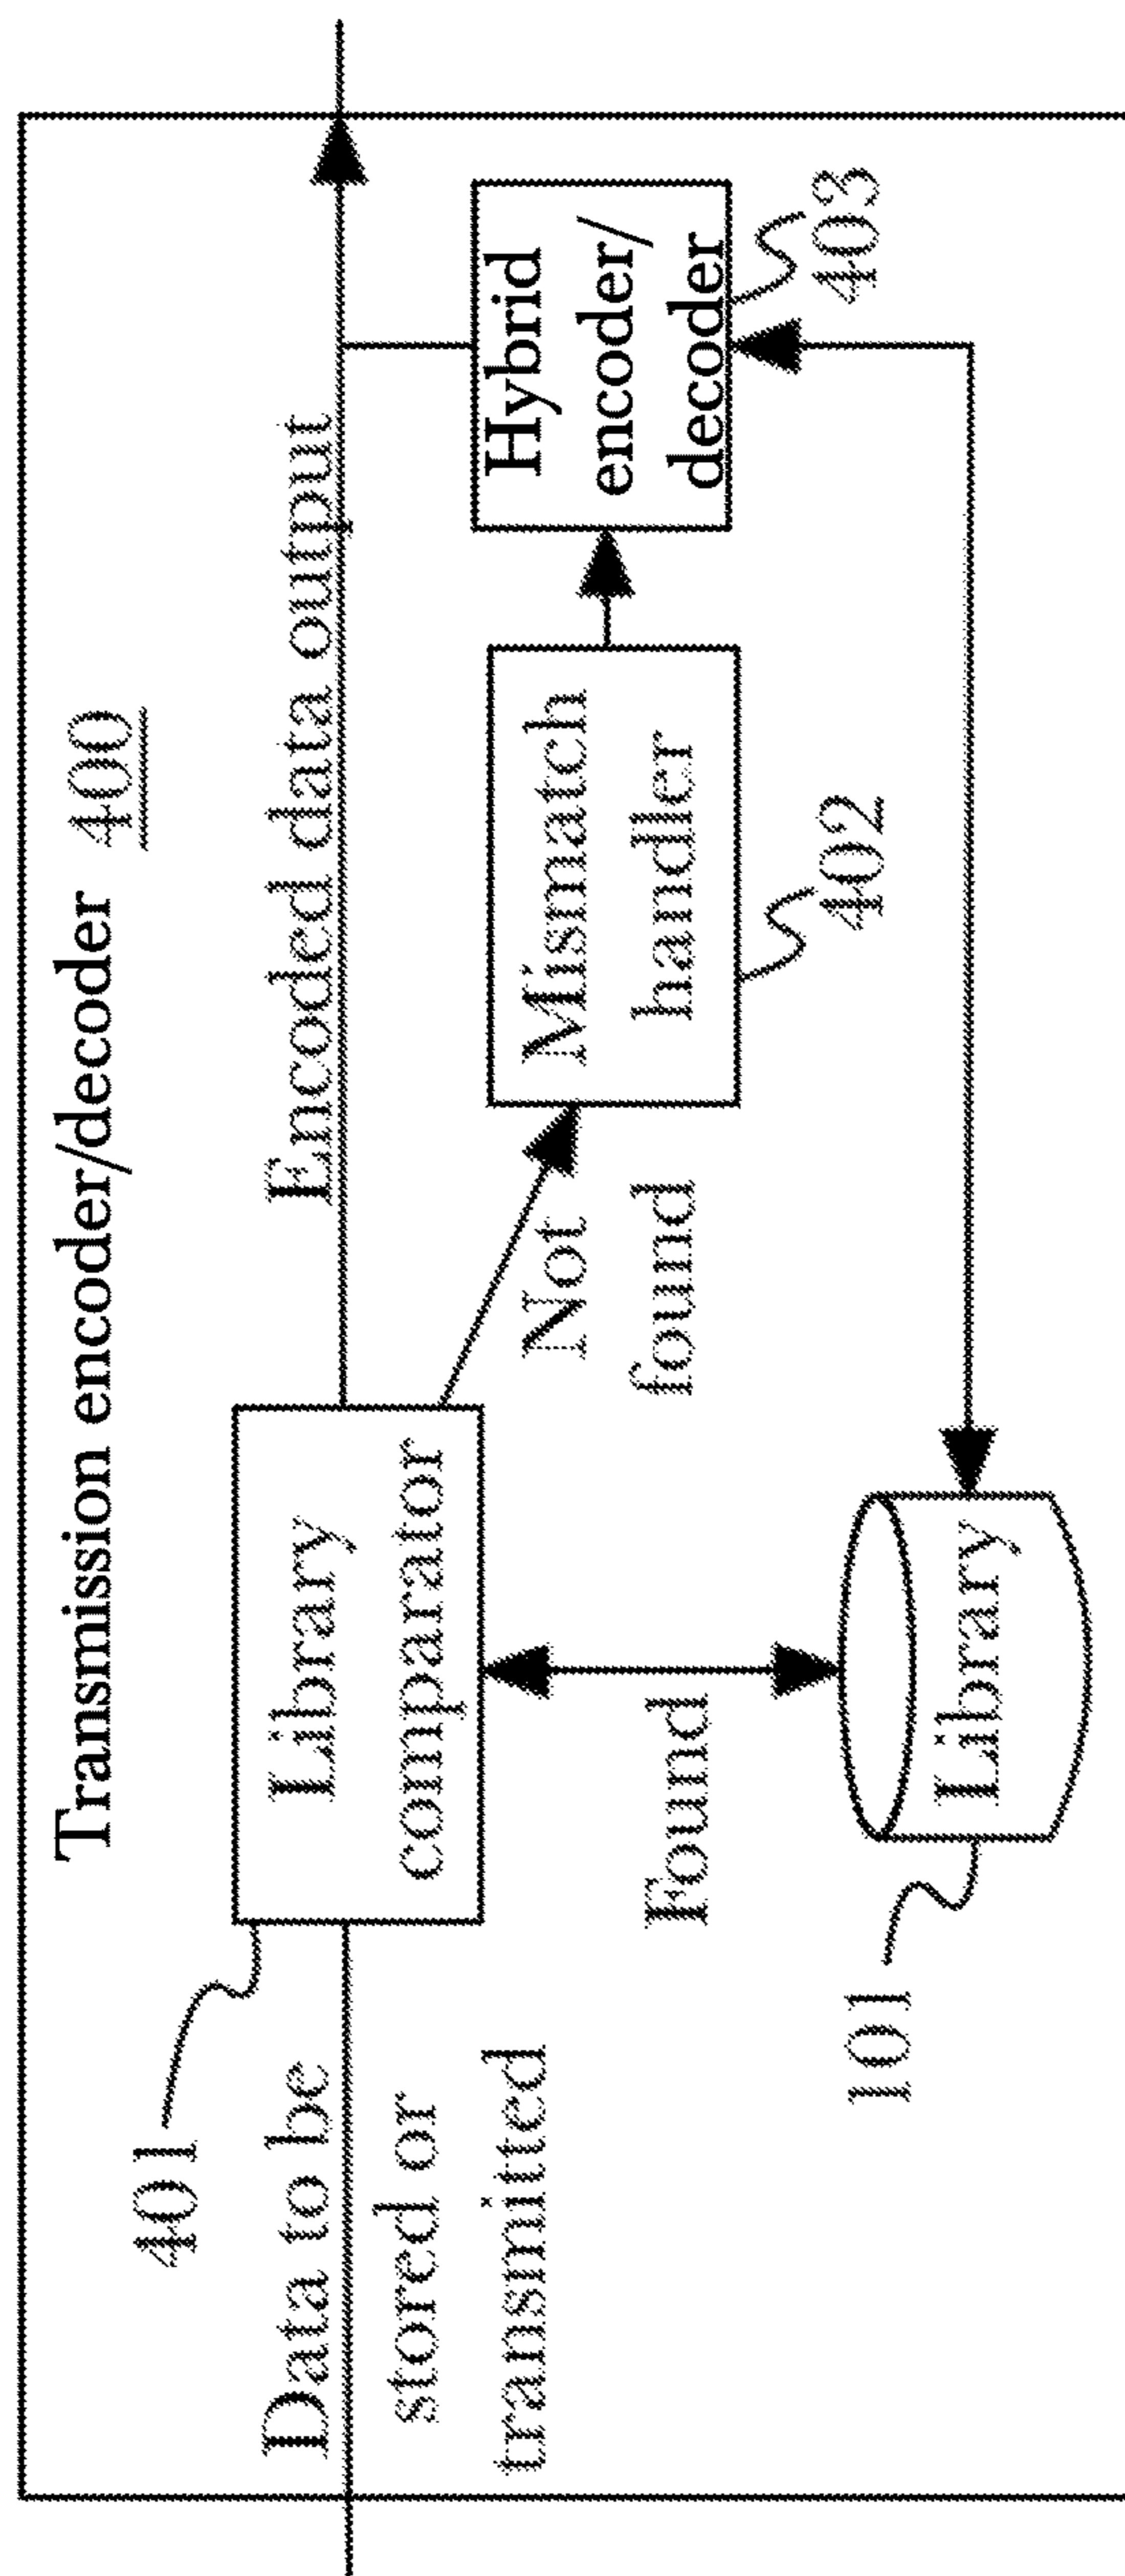 Transmission encoder/decoder 400
401
Data to be
stored or
transmitted
Library
comparator
Encoded data output
Not
found
Mismatch
handler
402
Hybrid
encoder/
decoder
403
Found
101
Library